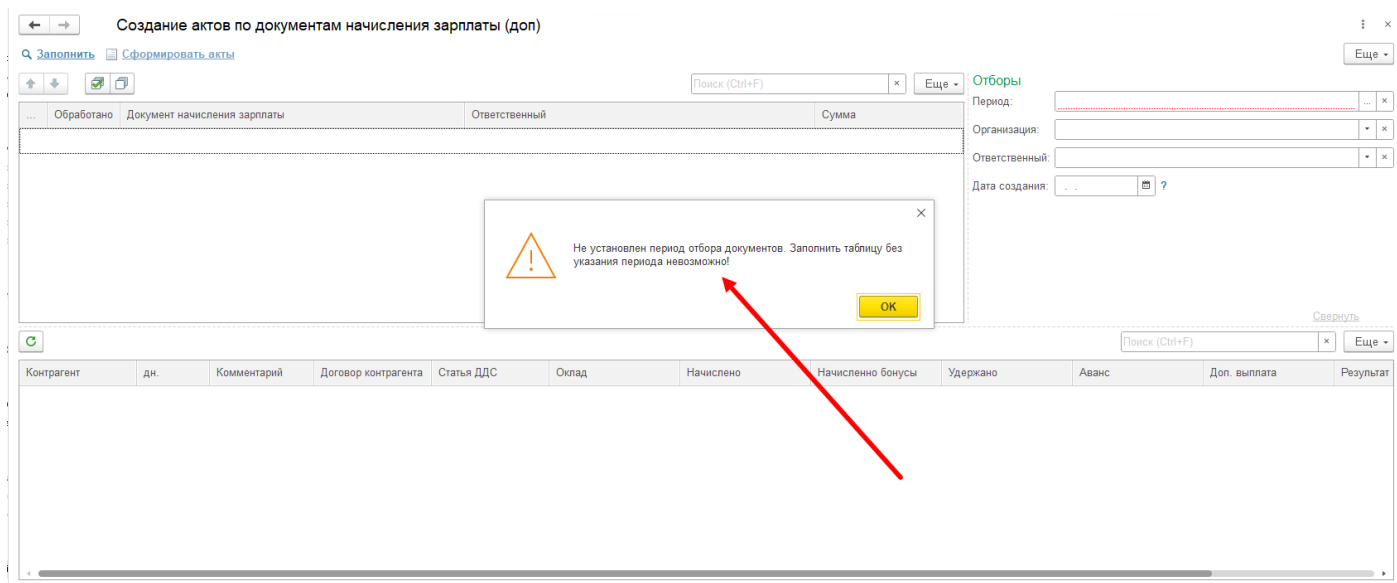 Создание актов по документам начисления зарплаты (доп)
Заполнить Сформировать акты
Еще
Поиск (Ctrl+F)
Еще
Отборы
... Обработано Документ начисления зарплаты Ответственный Сумма
Период:
Организация:
Ответственный:
Дата создания: . . ?
Не установлен период отбора документов. Заполнить таблицу без
указания периода невозможно!
ОК
Свернуть
Поиск (Ctrl+F)
Еще
Контрагент дн. Комментарий Договор контрагента Статья ДДС Оклад Начислено Начисленно бонусы Удержано Аванс Доп. выплата Результат